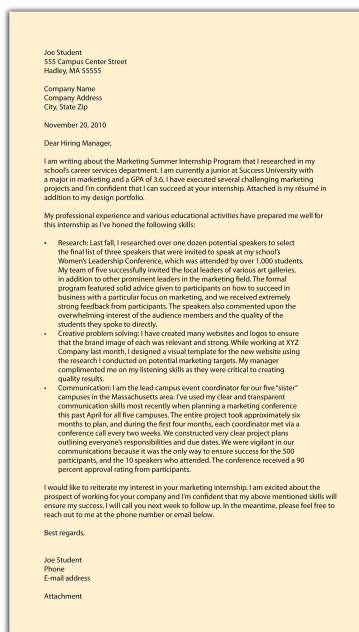 Joe Student
555 Campus Center Street
Hadley, MA 55555
Company Name
Company Address
City, State Zip
November 20, 2010
Dear Hiring Manager,
I am writing about the Marketing Summer Internship Program that I researched in my
school's career services department. I am currently a junior at Success University with
a major in marketing and a GPA of 3.6. I have executed several challenging marketing
projects and I'm confident that I can succeed at your internship. Attached is my résumé in
addition to my design portfolio.
My professional experience and various educational activities have prepared me well for
this internship as I've honed the following skills:
• Research: Last fall, I researched over one dozen potential speakers to select
the final list of three speakers that were invited to speak at my school's
Women's Leadership Conference, which was attended by over 1,000 students.
My team of five successfully invited the local leaders of various art galleries,
in addition to other prominent leaders in the marketing field. The formal
program featured solid advice given to participants on how to succeed in
business with a particular focus on marketing, and we received extremely
strong feedback from participants. The speakers also commented upon the
overwhelming interest of the audience members and the quality of the
students they spoke to directly.
• Creative problem solving: I have created many websites and logos to ensure
that the brand image of each was relevant and strong. While working at XYZ
Company last month, I designed a visual template for the new website using
the research I conducted on potential marketing targets. My manager
complimented me on my listening skills as they were critical to creating
quality results.
• Communication: I am the lead campus event coordinator for our five "sister"
campuses in the Massachusetts area. I've used my clear and transparent
communication skills most recently when planning a marketing conference
this past April for all five campuses. The entire project took approximately six
months to plan, and during the first four months, each coordinator met via a
conference call every two weeks. We constructed very clear project plans
outlining everyone's responsibilities and due dates. We were vigilant in our
communications because it was the only way to ensure success for the 500
participants, and the 10 speakers who attended. The conference received a 90
percent approval rating from participants.
I would like to reiterate my interest in your marketing internship. I am excited about the
prospect of working for your company and I'm confident that my above mentioned skills will
ensure my success. I will call you next week to follow up. In the meantime, please feel free to
reach out to me at the phone number or email below.
Best regards,
Joe Student
Phone
E-mail address
Attachment